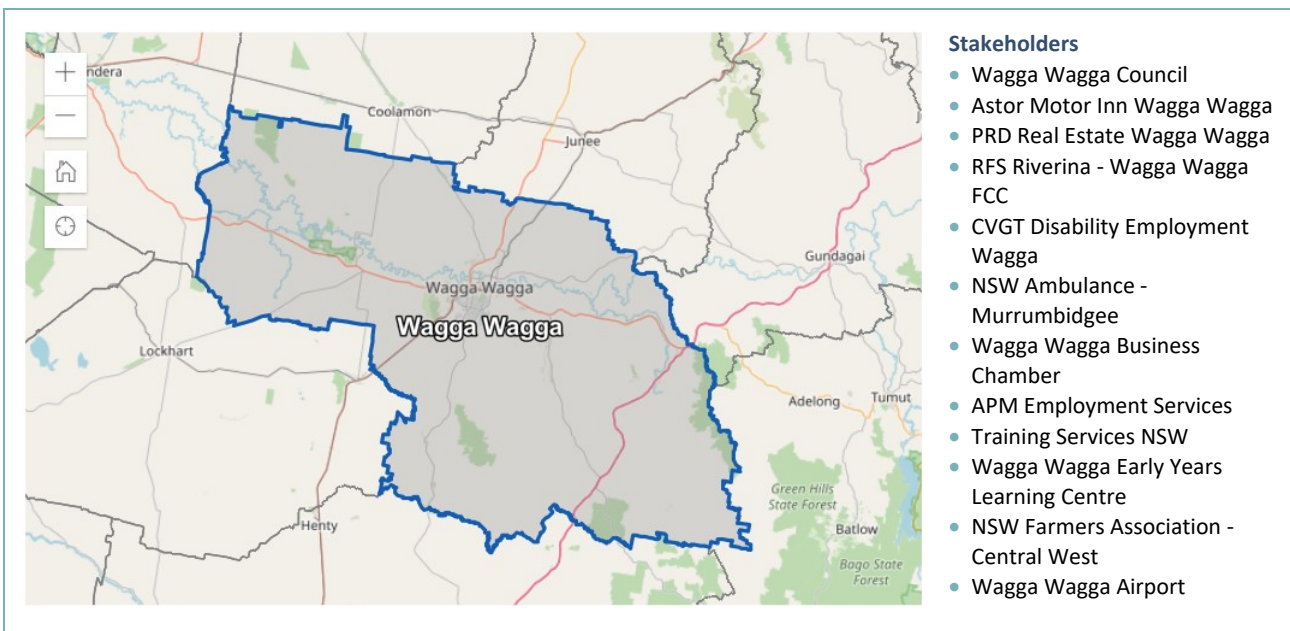 ndera
Coolamon
Junee
Gundagai
Wagga Wagga
Wagga Wagga
Lockhart
Adelong
Tumut
Green Hills
State Forest
Batlow
Henty
Bago State
Forest
Stakeholders
Wagga Wagga Council
Astor Motor Inn Wagga Wagga
PRD Real Estate Wagga Wagga
RFS Riverina - Wagga Wagga
FCC
CVGT Disability Employment
Wagga
NSW Ambulance -
Murrumbidgee
Wagga Wagga Business
Chamber
APM Employment Services
Training Services NSW
Wagga Wagga Early Years
Learning Centre
NSW Farmers Association -
Central West
Wagga Wagga Airport